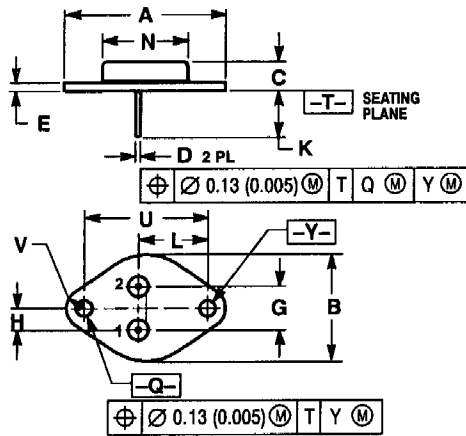 A
N
C
-T- SEATING
PLANE
E
K
D 2 PL
⌖ ∅ 0.13 (0.005) Ⓜ T Q Ⓜ Y Ⓜ
U
V
L
-Y-
2
G
B
H
1
-Q-
⌖ ∅ 0.13 (0.005) Ⓜ T Y Ⓜ